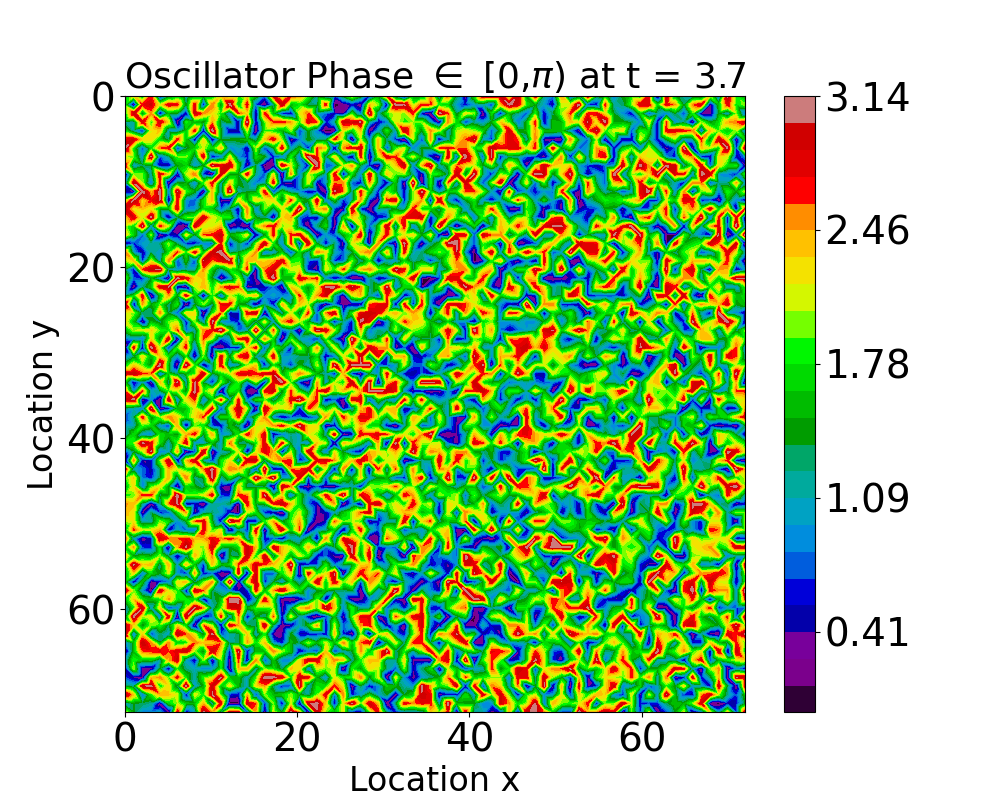 Oscillator Phase ∈ [0,π) at t = 3.7
0
20
40
60
Location y
0 20 40 60
Location x
3.14
2.46
1.78
1.09
0.41